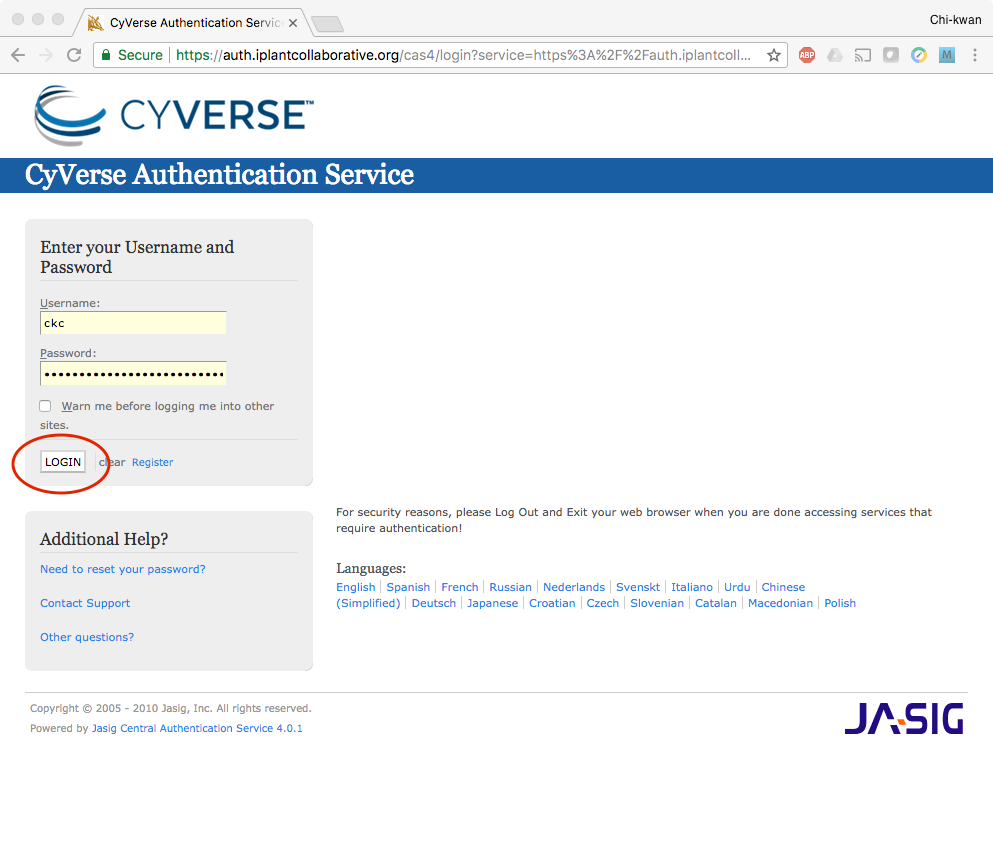 CyVerse Authentication Servic
Chi-kwan
Secure
https://auth.iplantcollaborative.org/cas4/login?service=https%3A%2F%2Fauth.iplantcoll...
ABP
M
CYVERSE™
CyVerse Authentication Service
Enter your Username and
Password
Username:
ckc
Password:
Warn me before logging me into other
sites.
LOGIN clear Register
For security reasons, please Log Out and Exit your web browser when you are done accessing services that
require authentication!
Additional Help?
Need to reset your password?
Contact Support
Other questions?
Languages:
English Spanish French Russian Nederlands Svenskt Italiano Urdu Chinese
(Simplified) Deutsch Japanese Croatian Czech Slovenian Catalan Macedonian Polish
Copyright © 2005 - 2010 Jasig, Inc. All rights reserved.
Powered by Jasig Central Authentication Service 4.0.1
JA-SIG